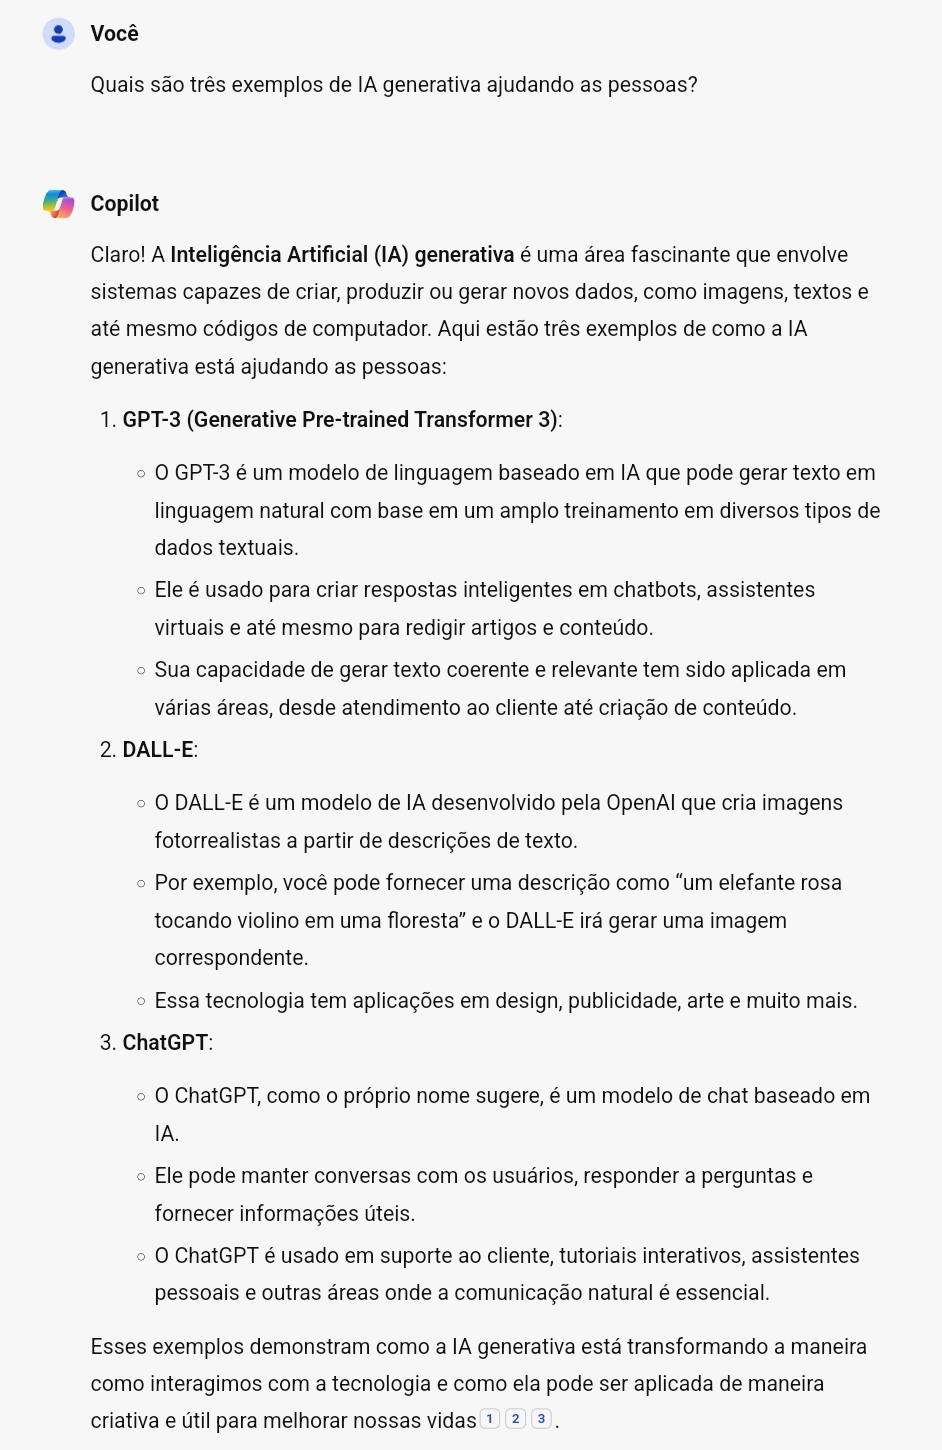 Você
Quais são três exemplos de IA generativa ajudando as pessoas?
Copilot
Claro! A Inteligência Artificial (IA) generativa é uma área fascinante que envolve
sistemas capazes de criar, produzir ou gerar novos dados, como imagens, textos e
até mesmo códigos de computador. Aqui estão três exemplos de como a IA
generativa está ajudando as pessoas:
1. GPT-3 (Generative Pre-trained Transformer 3):
○ O GPT-3 é um modelo de linguagem baseado em IA que pode gerar texto em
linguagem natural com base em um amplo treinamento em diversos tipos de
dados textuais.
○ Ele é usado para criar respostas inteligentes em chatbots, assistentes
virtuais e até mesmo para redigir artigos e conteúdo.
○ Sua capacidade de gerar texto coerente e relevante tem sido aplicada em
várias áreas, desde atendimento ao cliente até criação de conteúdo.
2. DALL-E:
○ O DALL-E é um modelo de IA desenvolvido pela OpenAI que cria imagens
fotorrealistas a partir de descrições de texto.
○ Por exemplo, você pode fornecer uma descrição como “um elefante rosa
tocando violino em uma floresta” e o DALL-E irá gerar uma imagem
correspondente.
○ Essa tecnologia tem aplicações em design, publicidade, arte e muito mais.
3. ChatGPT:
○ O ChatGPT, como o próprio nome sugere, é um modelo de chat baseado em
IA.
○ Ele pode manter conversas com os usuários, responder a perguntas e
fornecer informações úteis.
○ O ChatGPT é usado em suporte ao cliente, tutoriais interativos, assistentes
pessoais e outras áreas onde a comunicação natural é essencial.
Esses exemplos demonstram como a IA generativa está transformando a maneira
como interagimos com a tecnologia e como ela pode ser aplicada de maneira
criativa e útil para melhorar nossas vidas 1 2 3 .